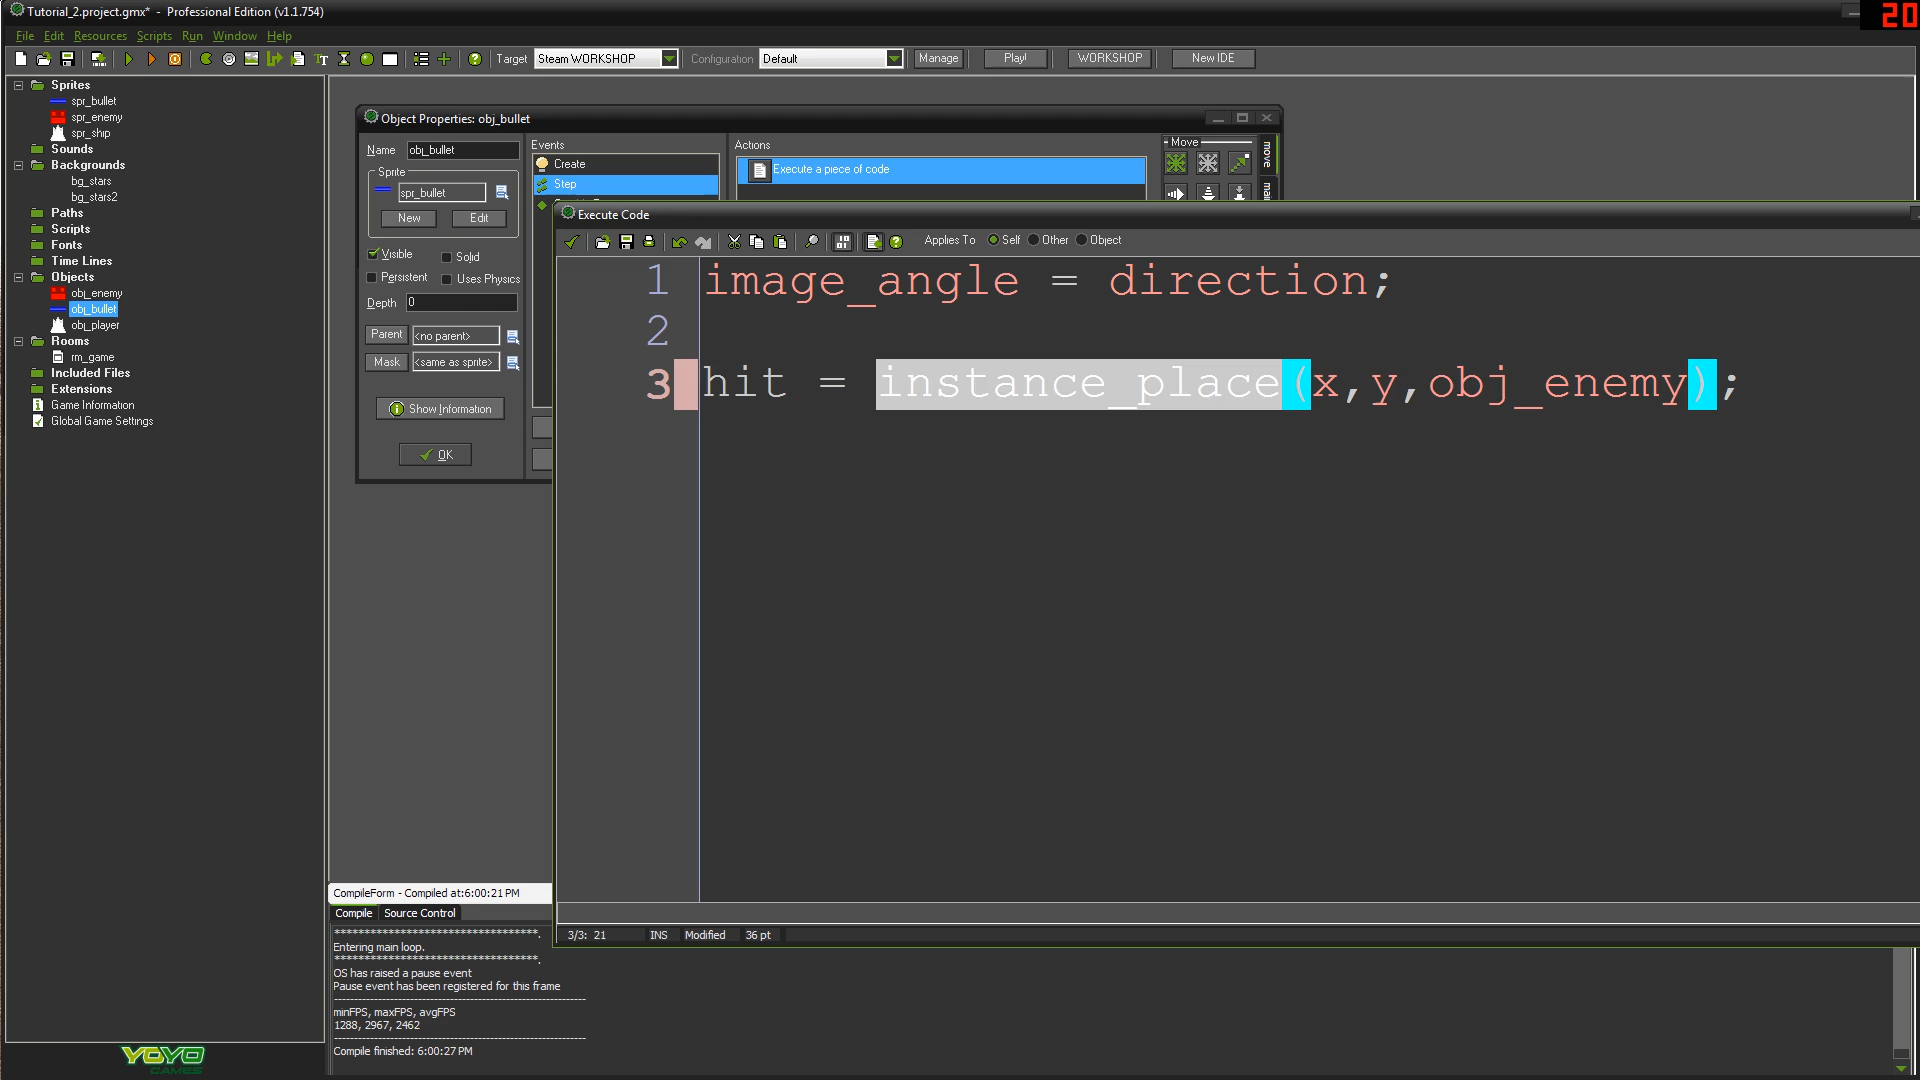 Tutorial_2.project.gmx* - Professional Edition (v1.1.754)
20
File Edit Resources Scripts Run Window Help
Target Steam WORKSHOP Configuration Default Manage Play! WORKSHOP New IDE
Sprites
spr_bullet
spr_enemy
spr_ship
Sounds
Backgrounds
bg_stars
bg_stars2
Paths
Scripts
Fonts
Time Lines
Objects
obj_enemy
obj_bullet
obj_player
Rooms
rm_game
Included Files
Extensions
Game Information
Global Game Settings
YOYO
GAMES
Object Properties: obj_bullet
Name obj_bullet
Sprite
spr_bullet
New Edit
Visible Solid
Persistent Uses Physics
Depth 0
Parent <no parent>
Mask <same as sprite>
Show Information
OK
Events
Create
Step
Actions
Execute a piece of code
Move
move
Execute Code
Applies To Self Other Object
1 image_angle = direction;
2
3 hit = instance_place(x,y,obj_enemy);
3/3: 21 INS Modified 36 pt
CompileForm - Compiled at:6:00:21 PM
Compile Source Control
***********************************.
Entering main loop.
***********************************.
OS has raised a pause event
Pause event has been registered for this frame
minFPS, maxFPS, avgFPS
1288, 2967, 2462
Compile finished: 6:00:27 PM